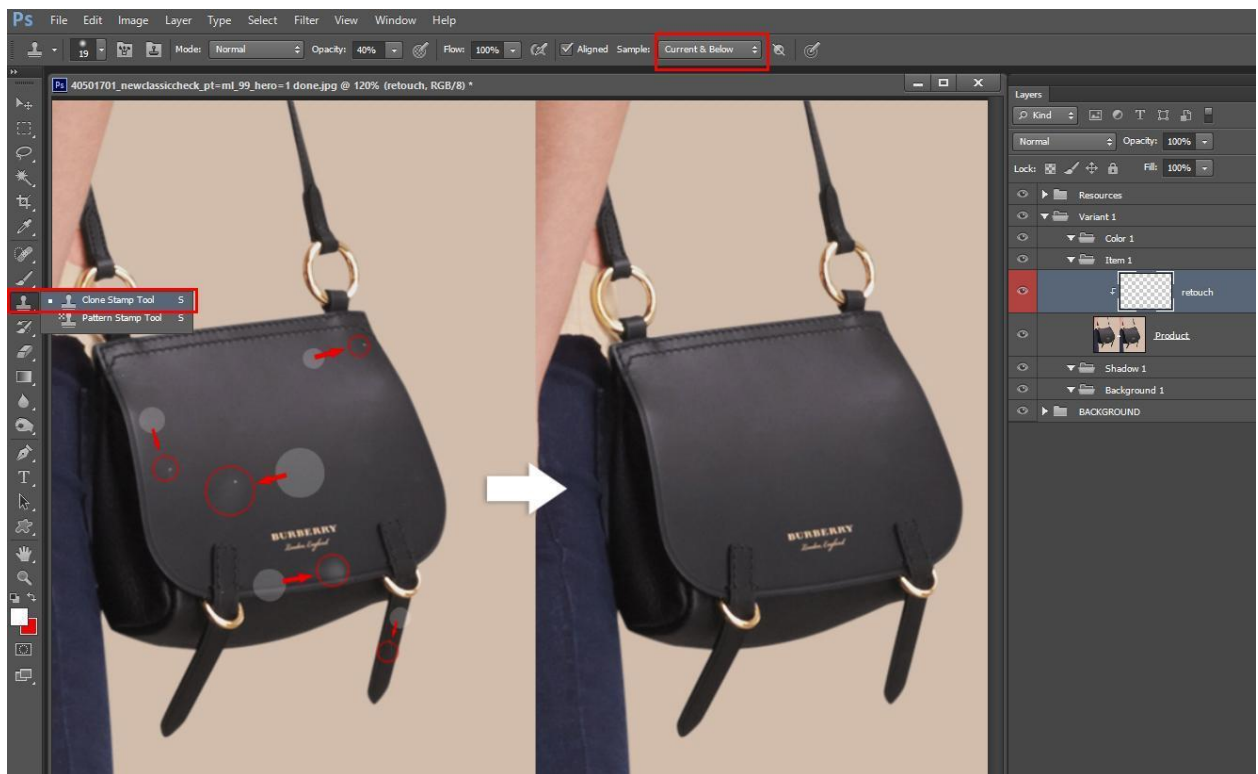 Ps File Edit Image Layer Type Select Filter View Window Help
19 Mode: Normal Opacity: 40% Flow: 100% Aligned Sample: Current & Below
Ps 40501701_newclassiccheck_pt=ml_99_hero=1 done.jpg @ 120% (retouch, RGB/8) *
Clone Stamp Tool S
Pattern Stamp Tool S
BURBERRY
London England
BURBERRY
London England
Layers
Kind
Normal Opacity: 100%
Lock: Fill: 100%
Resources
Variant 1
Color 1
Item 1
retouch
Product
Shadow 1
Background 1
BACKGROUND